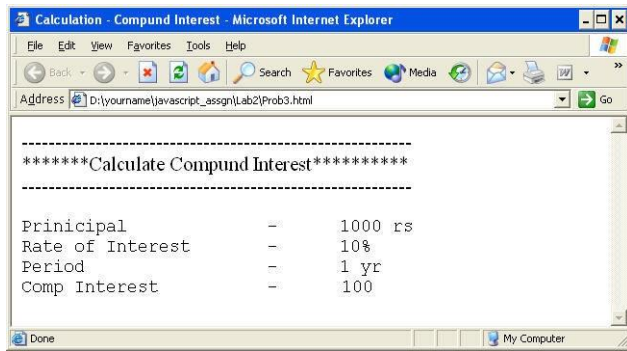 Calculation - Compund Interest - Microsoft Internet Explorer
File Edit View Favorites Tools Help
Back Search Favorites Media W »
Address D:\yourname\javascript_assgn\Lab2\Prob3.html Go
----------------------------------------------------------
*******Calculate Compund Interest**********
----------------------------------------------------------
Prinicipal - 1000 rs
Rate of Interest - 10%
Period - 1 yr
Comp Interest - 100
Done My Computer